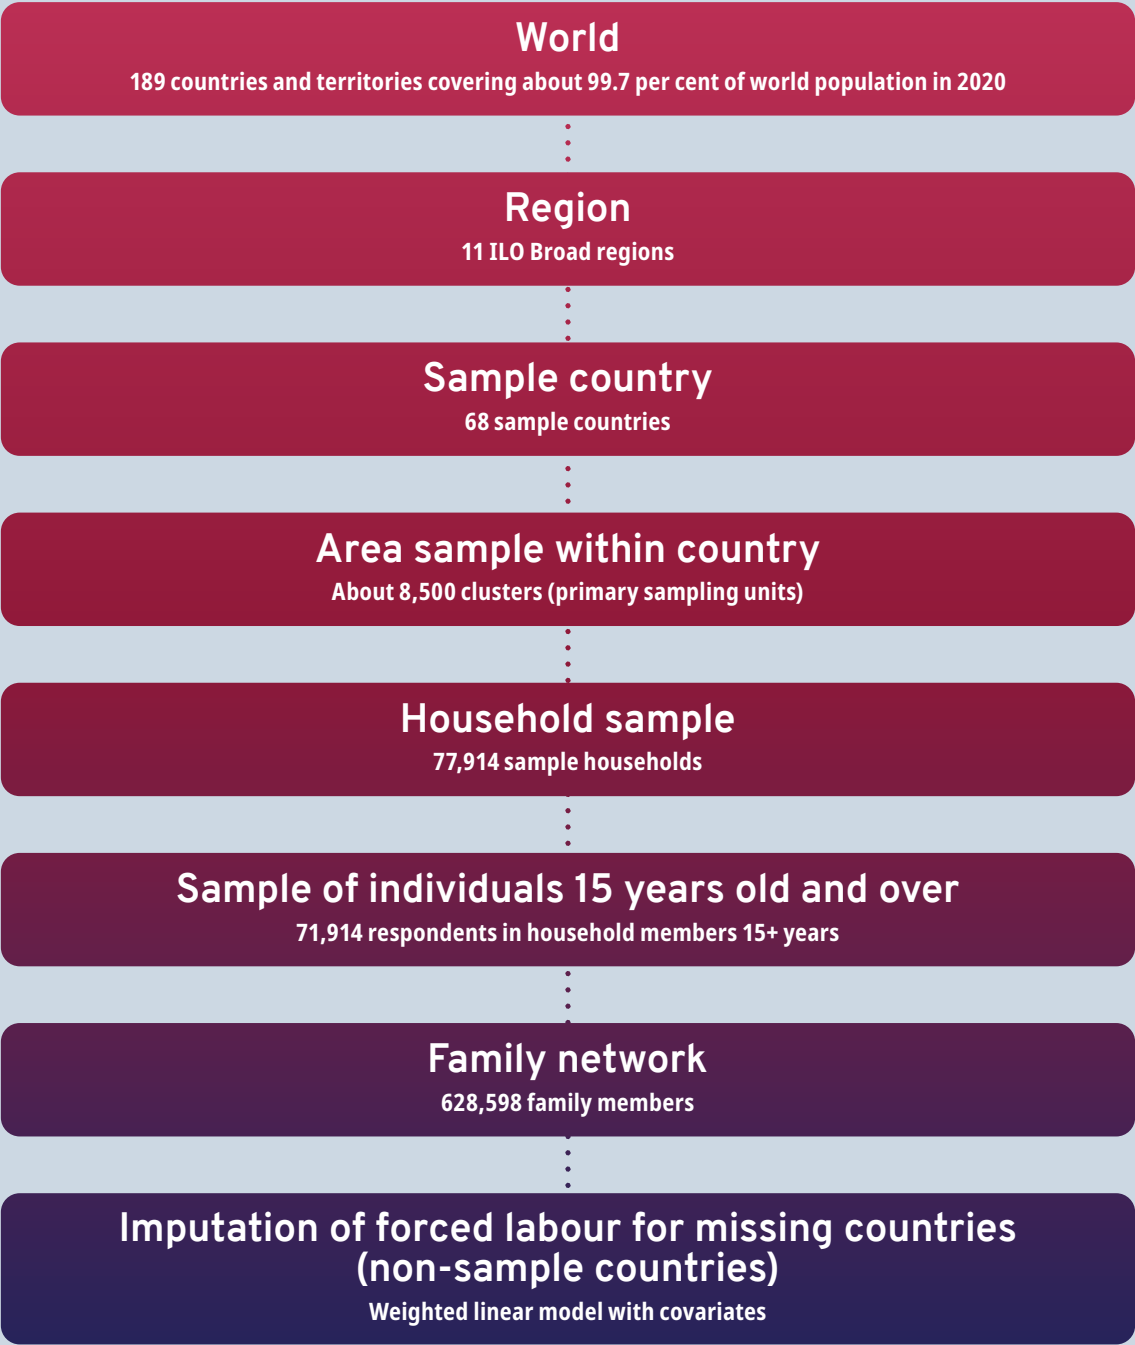 World
189 countries and territories covering about 99.7 per cent of world population in 2020
Region
11 ILO Broad regions
Sample country
68 sample countries
Area sample within country
About 8,500 clusters (primary sampling units)
Household sample
77,914 sample households
Sample of individuals 15 years old and over
71,914 respondents in household members 15+ years
Family network
628,598 family members
Imputation of forced labour for missing countries
(non-sample countries)
Weighted linear model with covariates